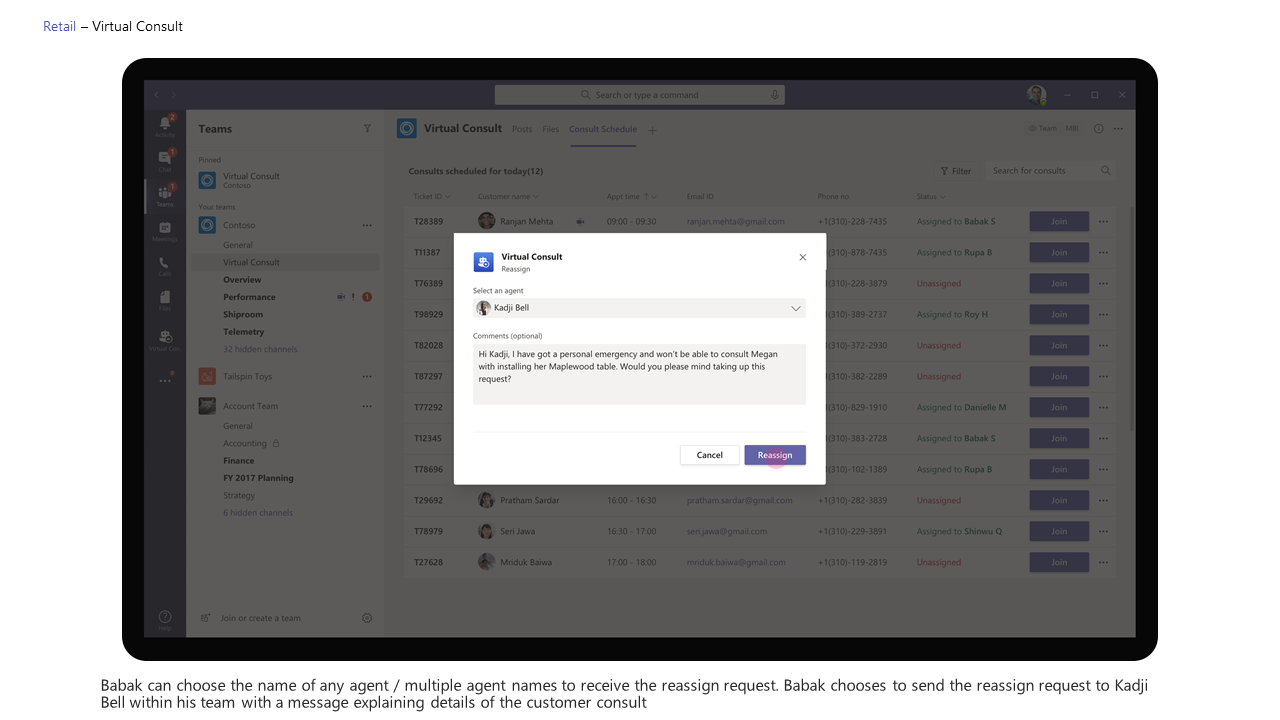 Retail – Virtual Consult
Search or type a command
Activity
2
Chat
1
Teams
1
Meetings
Calls
Files
Virtual Con..
Help
Teams
Pinned
Virtual Consult
Contoso
Your teams
Contoso
General
Virtual Consult
Overview
Performance
1
Shiproom
Telemetry
32 hidden channels
Tailspin Toys
Account Team
General
Accounting
Finance
FY 2017 Planning
Strategy
6 hidden channels
Join or create a team
Virtual Consult Posts Files Consult Schedule
Team MBI
Consults scheduled for today(12)
Filter Search for consults
Ticket ID Customer name Appt time Email ID Phone no. Status
T28389 Ranjan Mehta 09:00 - 09:30 ranjan.mehta@gmail.com +1(310)-228-7435 Assigned to Babak S Join
T11387 (310)-878-7435 Assigned to Rupa B Join
T76389 (310)-228-3879 Unassigned Join
T98929 (310)-389-2737 Assigned to Roy H Join
T82028 (310)-372-2930 Unassigned Join
T87297 (310)-382-2289 Unassigned Join
T77292 (310)-829-1910 Assigned to Danielle M Join
T12345 (310)-383-2728 Assigned to Babak S Join
T78696 (310)-102-1389 Assigned to Rupa B Join
T29692 Pratham Sardar 16:00 - 16:30 pratham.sardar@gmail.com +1(310)-282-3839 Unassigned Join
T78979 Seri Jawa 16:30 - 17:00 seri.jawa@gmail.com +1(310)-229-3891 Assigned to Shinwu Q Join
T27628 Mriduk Baiwa 17:00 - 18:00 mriduk.baiwa@gmail.com +1(310)-119-2819 Unassigned Join
Virtual Consult
Reassign
Select an agent
Kadji Bell
Comments (optional)
Hi Kadji, I have got a personal emergency and won't be able to consult Megan
with installing her Maplewood table. Would you please mind taking up this
request?
Cancel Reassign
Babak can choose the name of any agent / multiple agent names to receive the reassign request. Babak chooses to send the reassign request to Kadji
Bell within his team with a message explaining details of the customer consult